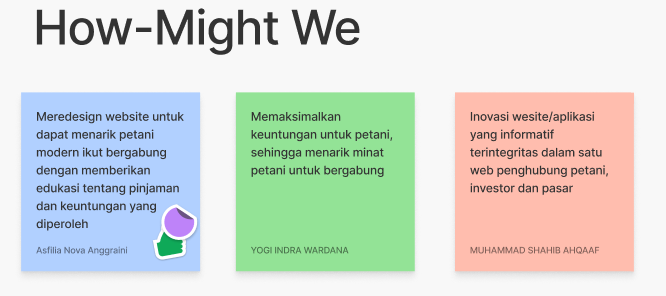 How-Might We
Meredesign website untuk
dapat menarik petani
modern ikut bergabung
dengan memberikan
edukasi tentang pinjaman
dan keuntungan yang
diperoleh
Asfilia Nova Anggraini
Memaksimalkan
keuntungan untuk petani,
sehingga menarik minat
petani untuk bergabung
YOGI INDRA WARDANA
Inovasi wesite/aplikasi
yang informatif
terintegritas dalam satu
web penghubung petani,
investor dan pasar
MUHAMMAD SHAHIB AHQAAF